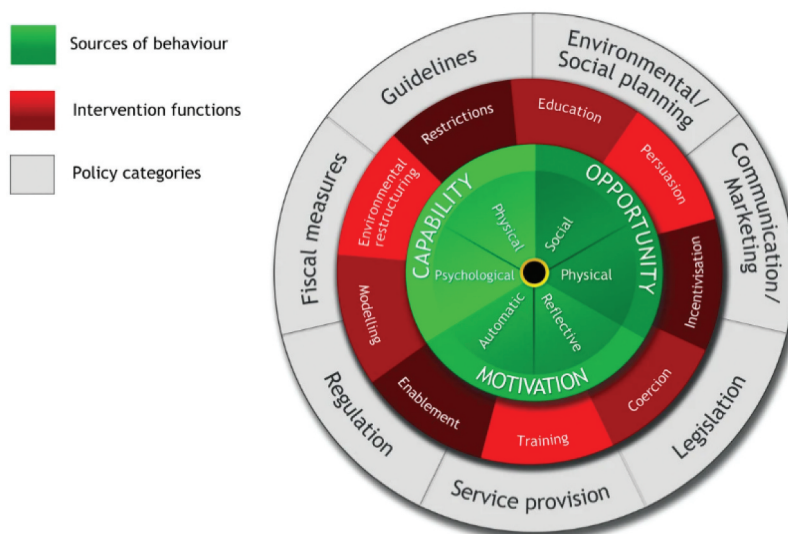 Sources of behaviour
Intervention functions
Policy categories
Guidelines
Environmental/
Social planning
Communication/
Marketing
Legislation
Service provision
Regulation
Fiscal measures
Restrictions
Education
Persuasion
Incentivisation
Coercion
Training
Enablement
Modelling
Environmental
restructuring
CAPABILITY
OPPORTUNITY
MOTIVATION
Physical
Social
Psychological
Physical
Automatic
Reflective